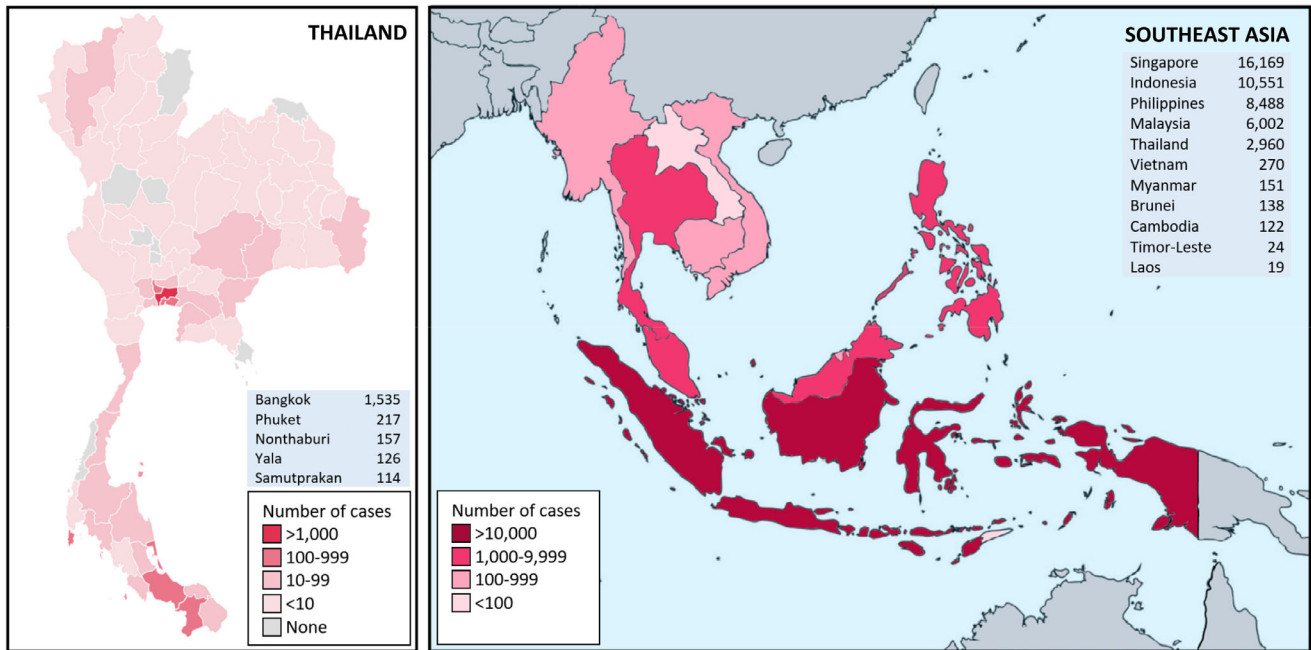 THAILAND
Bangkok 1,535
Phuket 217
Nonthaburi 157
Yala 126
Samutprakan 114
Number of cases
>1,000
100-999
10-99
<10
None
SOUTHEAST ASIA
Singapore 16,169
Indonesia 10,551
Philippines 8,488
Malaysia 6,002
Thailand 2,960
Vietnam 270
Myanmar 151
Brunei 138
Cambodia 122
Timor-Leste 24
Laos 19
Number of cases
>10,000
1,000-9,999
100-999
<100